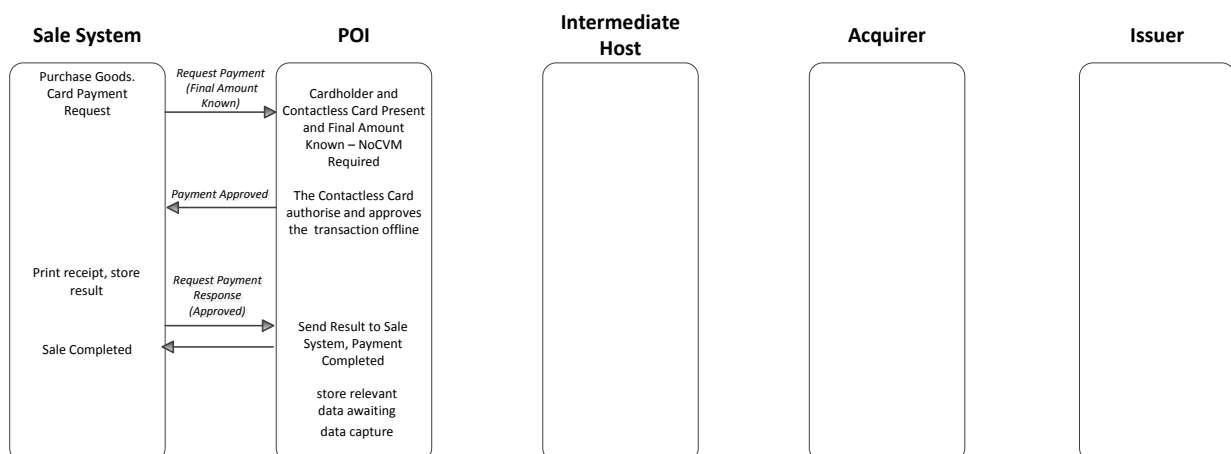 Sale System
POI
Intermediate
Host
Acquirer
Issuer
Purchase Goods.
Card Payment
Request
Request Payment
(Final Amount
Known)
Cardholder and
Contactless Card Present
and Final Amount
Known – NoCVM
Required
Payment Approved
The Contactless Card
authorise and approves
the transaction offline
Print receipt, store
result
Request Payment
Response
(Approved)
Send Result to Sale
System, Payment
Completed
Sale Completed
store relevant
data awaiting
data capture